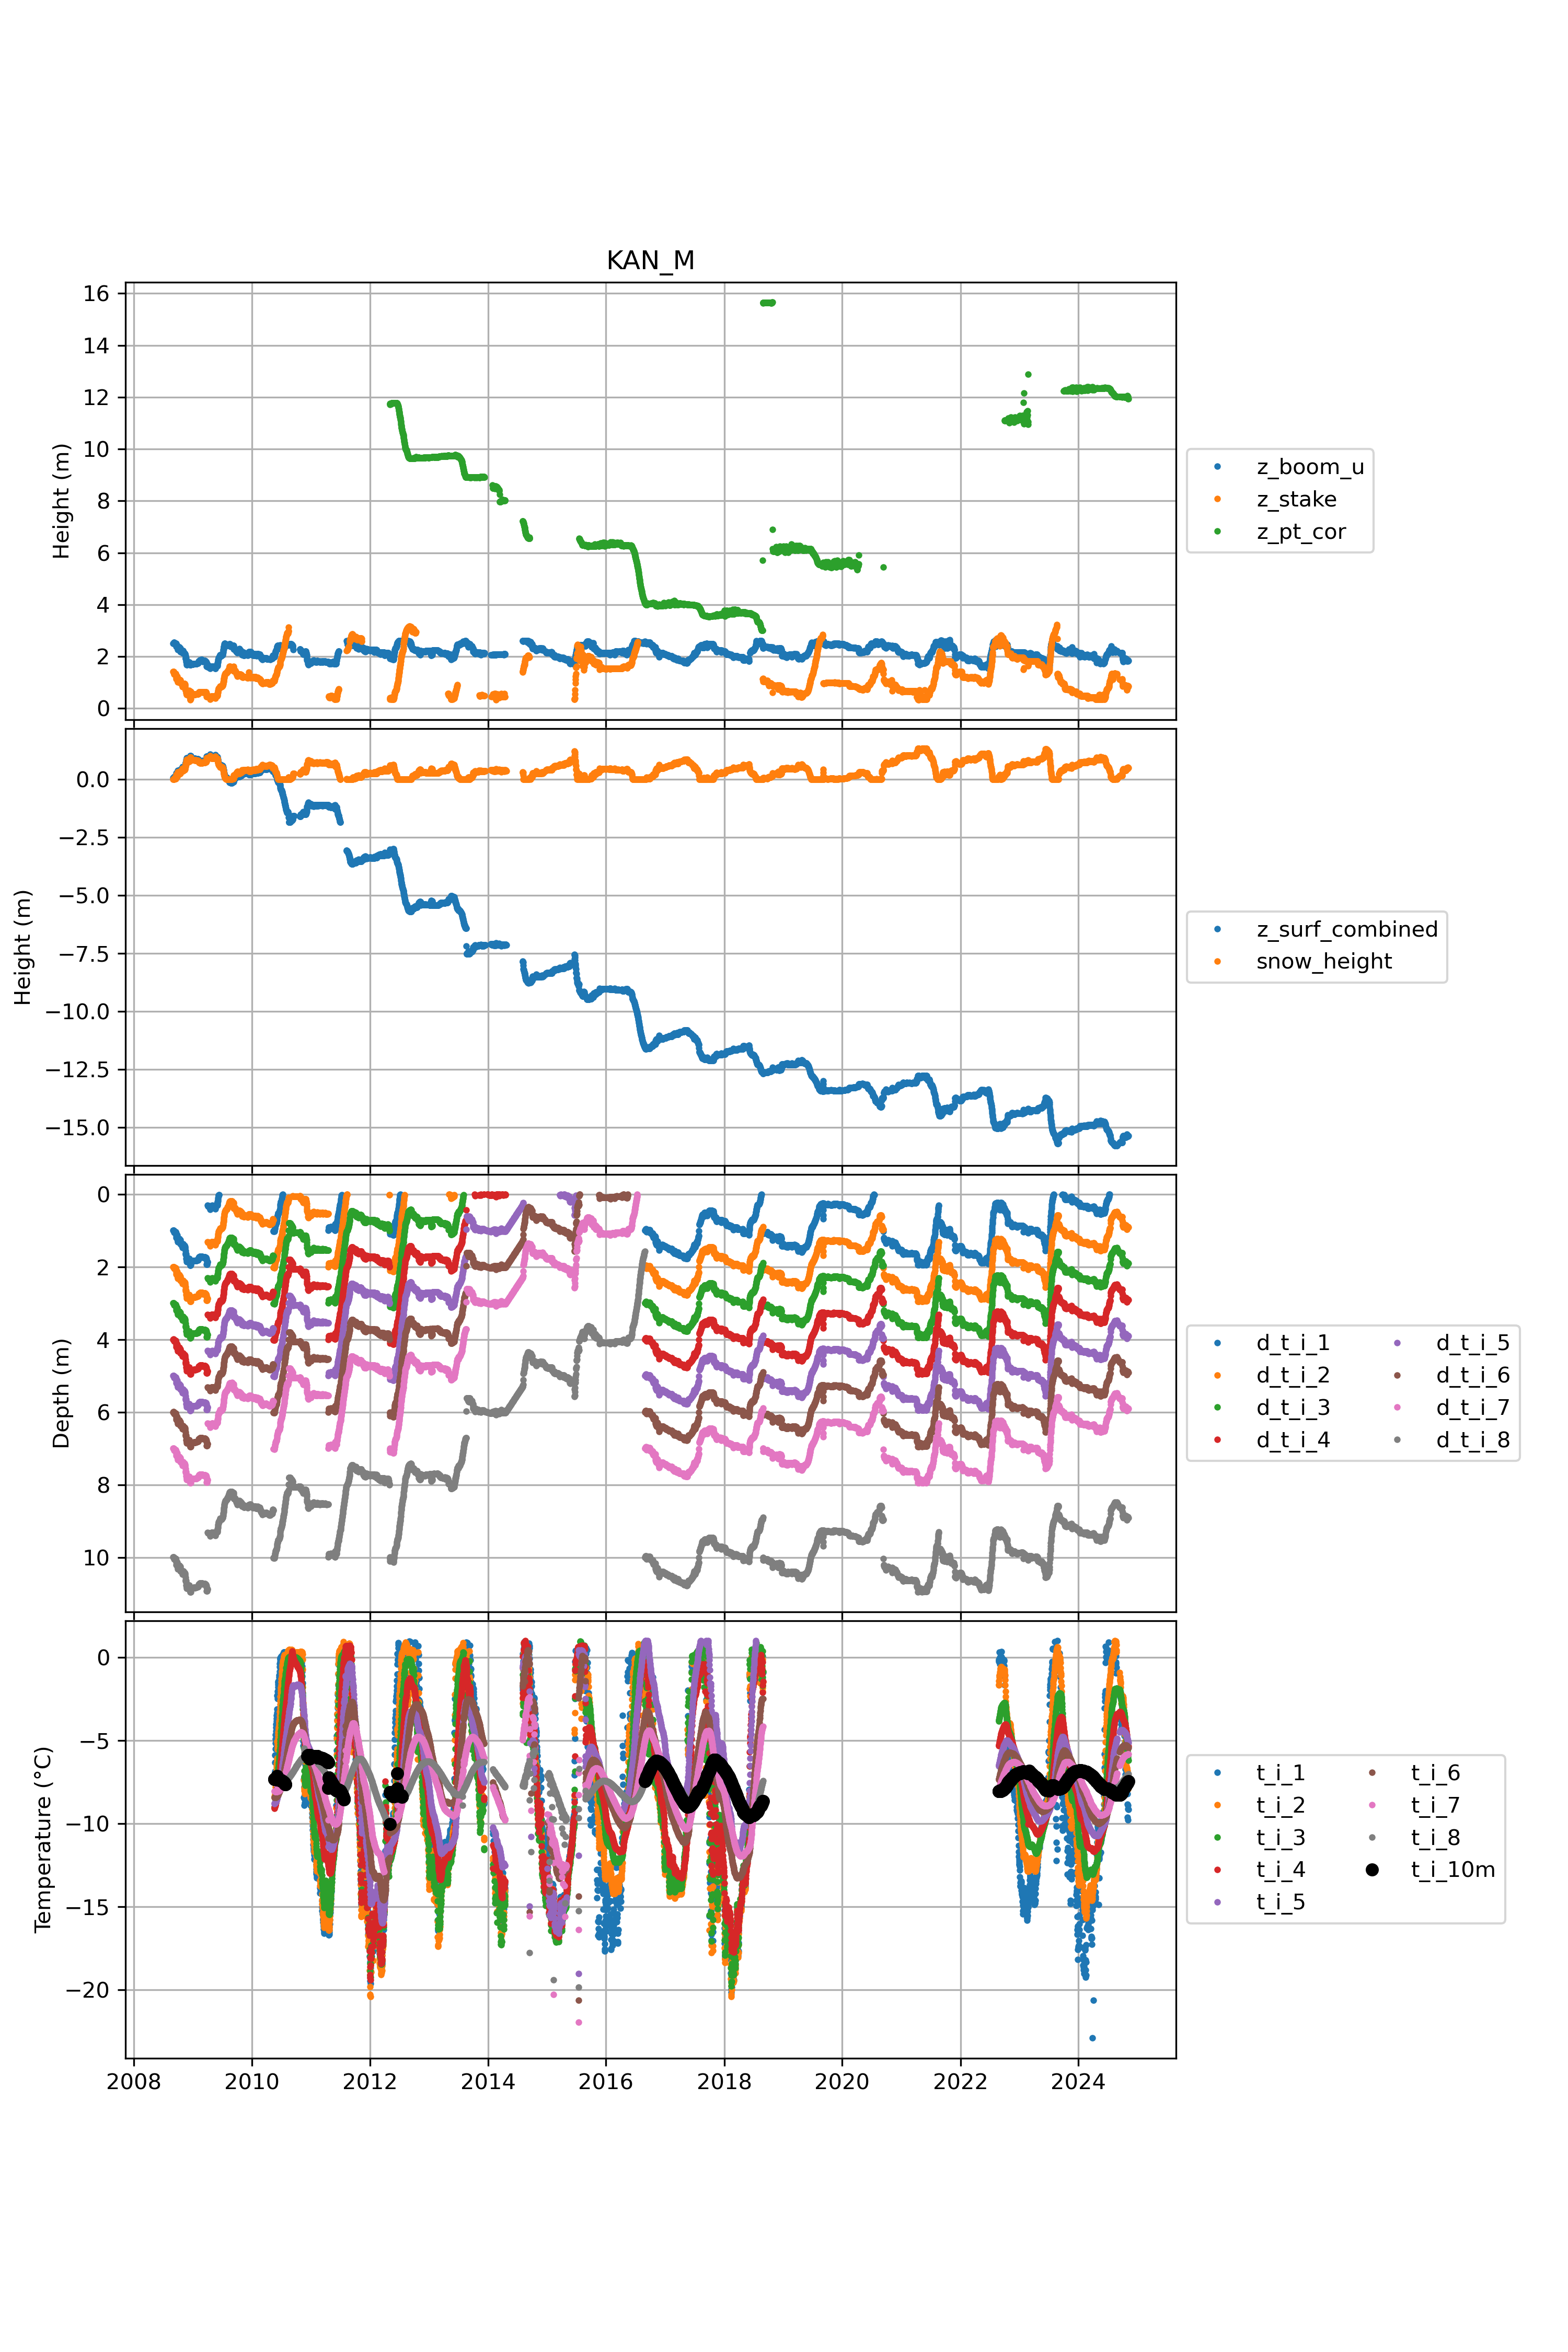 KAN_M
16
14
12
10
8
6
4
2
0
Height (m)
z_boom_u
z_stake
z_pt_cor
0.0
−2.5
−5.0
−7.5
−10.0
−12.5
−15.0
Height (m)
z_surf_combined
snow_height
0
2
4
6
8
10
Depth (m)
d_t_i_1
d_t_i_2
d_t_i_3
d_t_i_4
d_t_i_5
d_t_i_6
d_t_i_7
d_t_i_8
0
−5
−10
−15
−20
Temperature (°C)
t_i_1
t_i_2
t_i_3
t_i_4
t_i_5
t_i_6
t_i_7
t_i_8
t_i_10m
2008 2010 2012 2014 2016 2018 2020 2022 2024